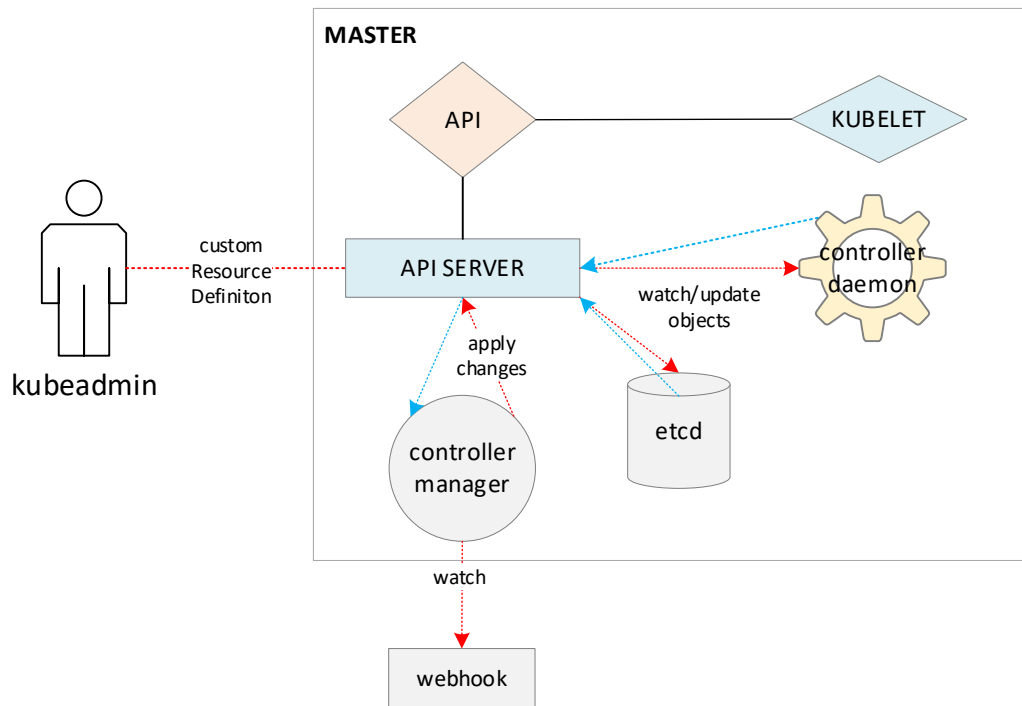 MASTER
API
KUBELET
custom
Resource
Definiton
API SERVER
controller
daemon
watch/update
objects
apply
changes
kubeadmin
etcd
controller
manager
watch
webhook